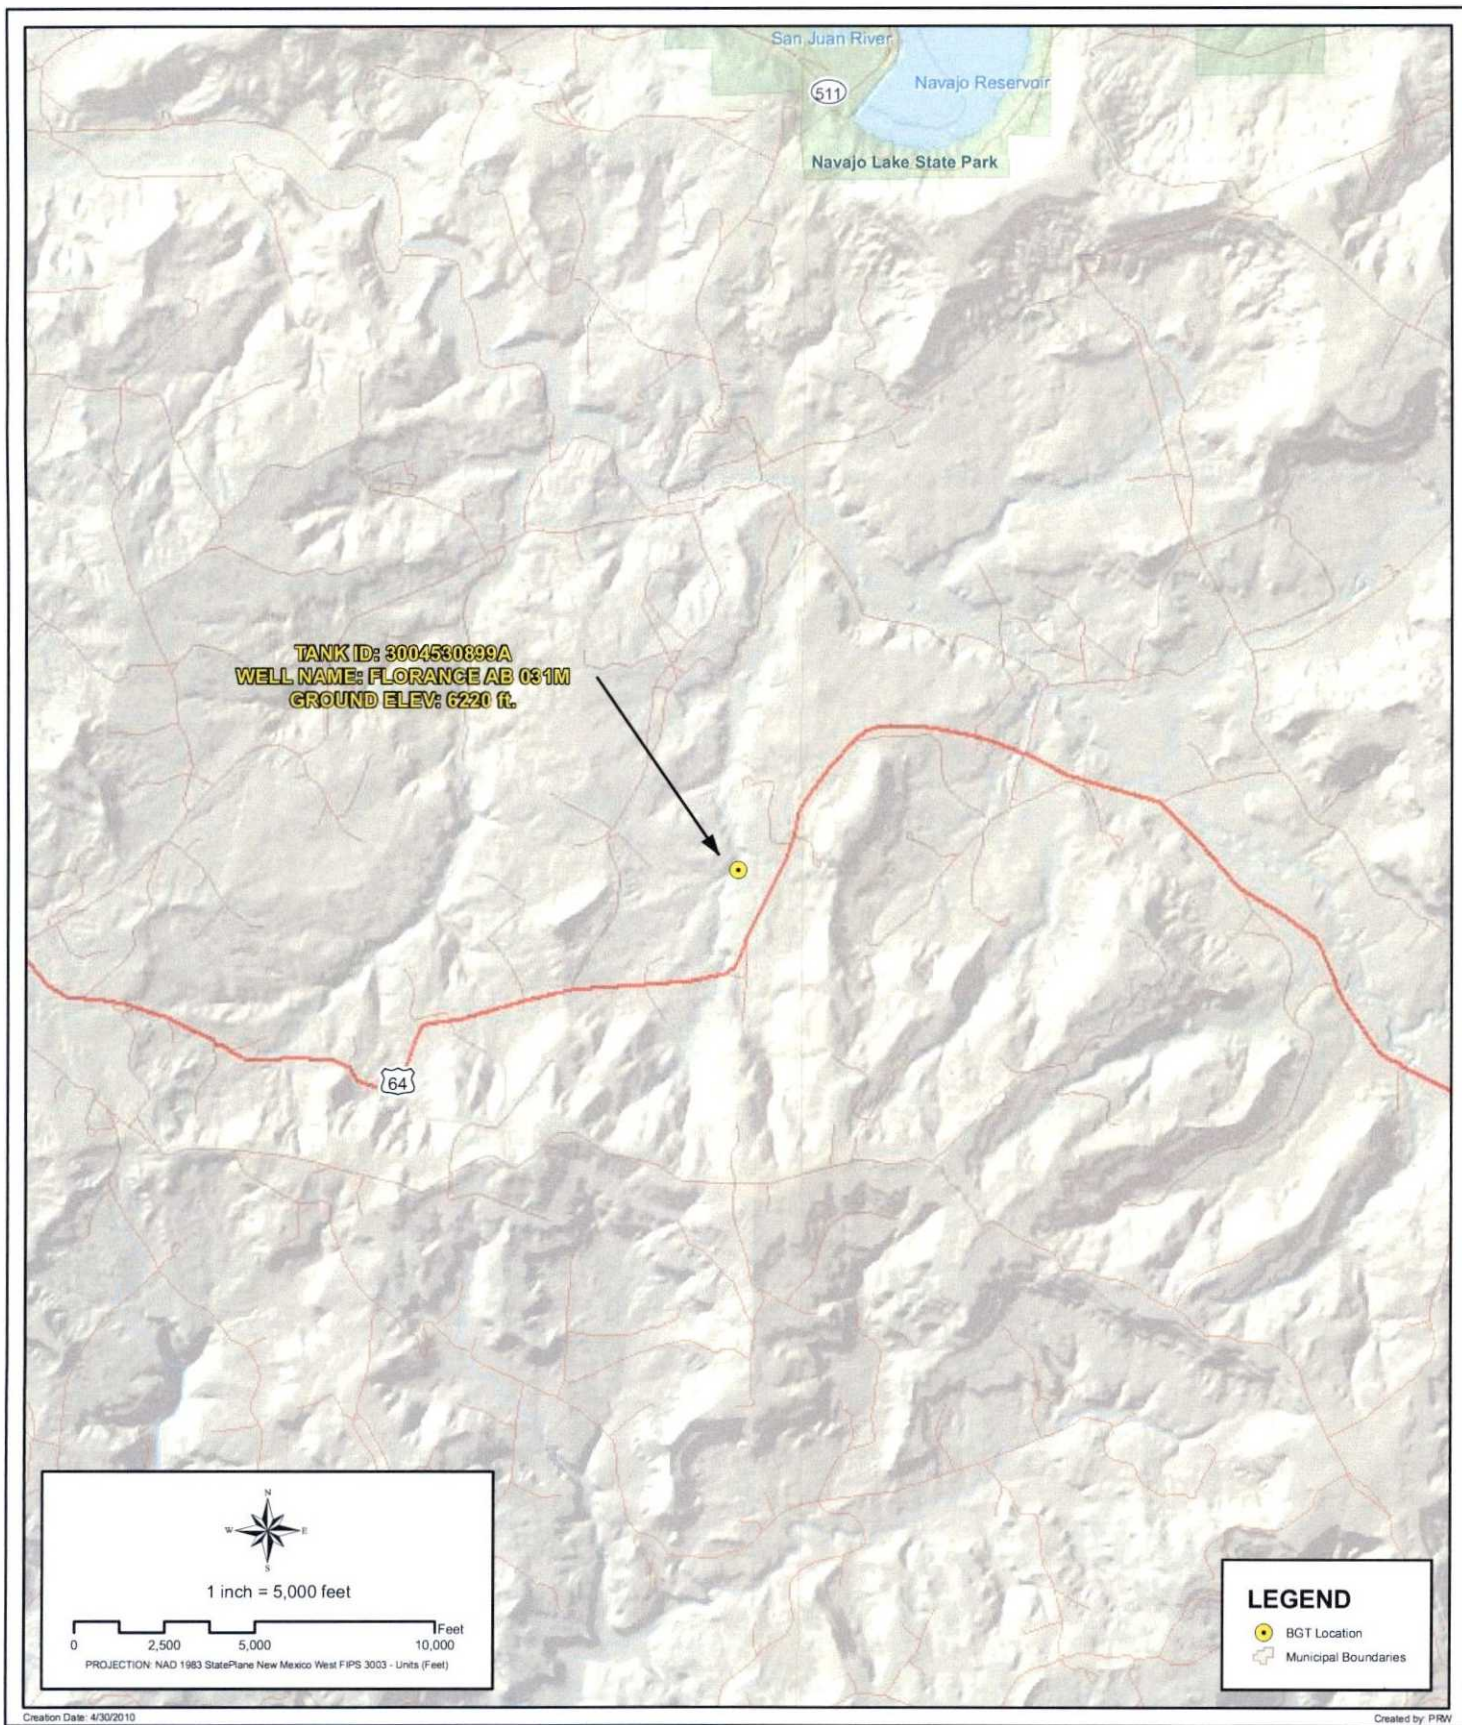 San Juan River
Navajo Reservoir
511
Navajo Lake State Park
TANK ID: 3004530899A
WELL NAME: FLORANCE AB 031M
GROUND ELEV: 6220 ft.
64
N
W E
S
1 inch = 5,000 feet
Feet
0 2,500 5,000 10,000
PROJECTION: NAD 1983 StatePlane New Mexico West FIPS 3003 - Units (Feet)
LEGEND
BGT Location
Municipal Boundaries
Creation Date: 4/30/2010
Created by: PRW